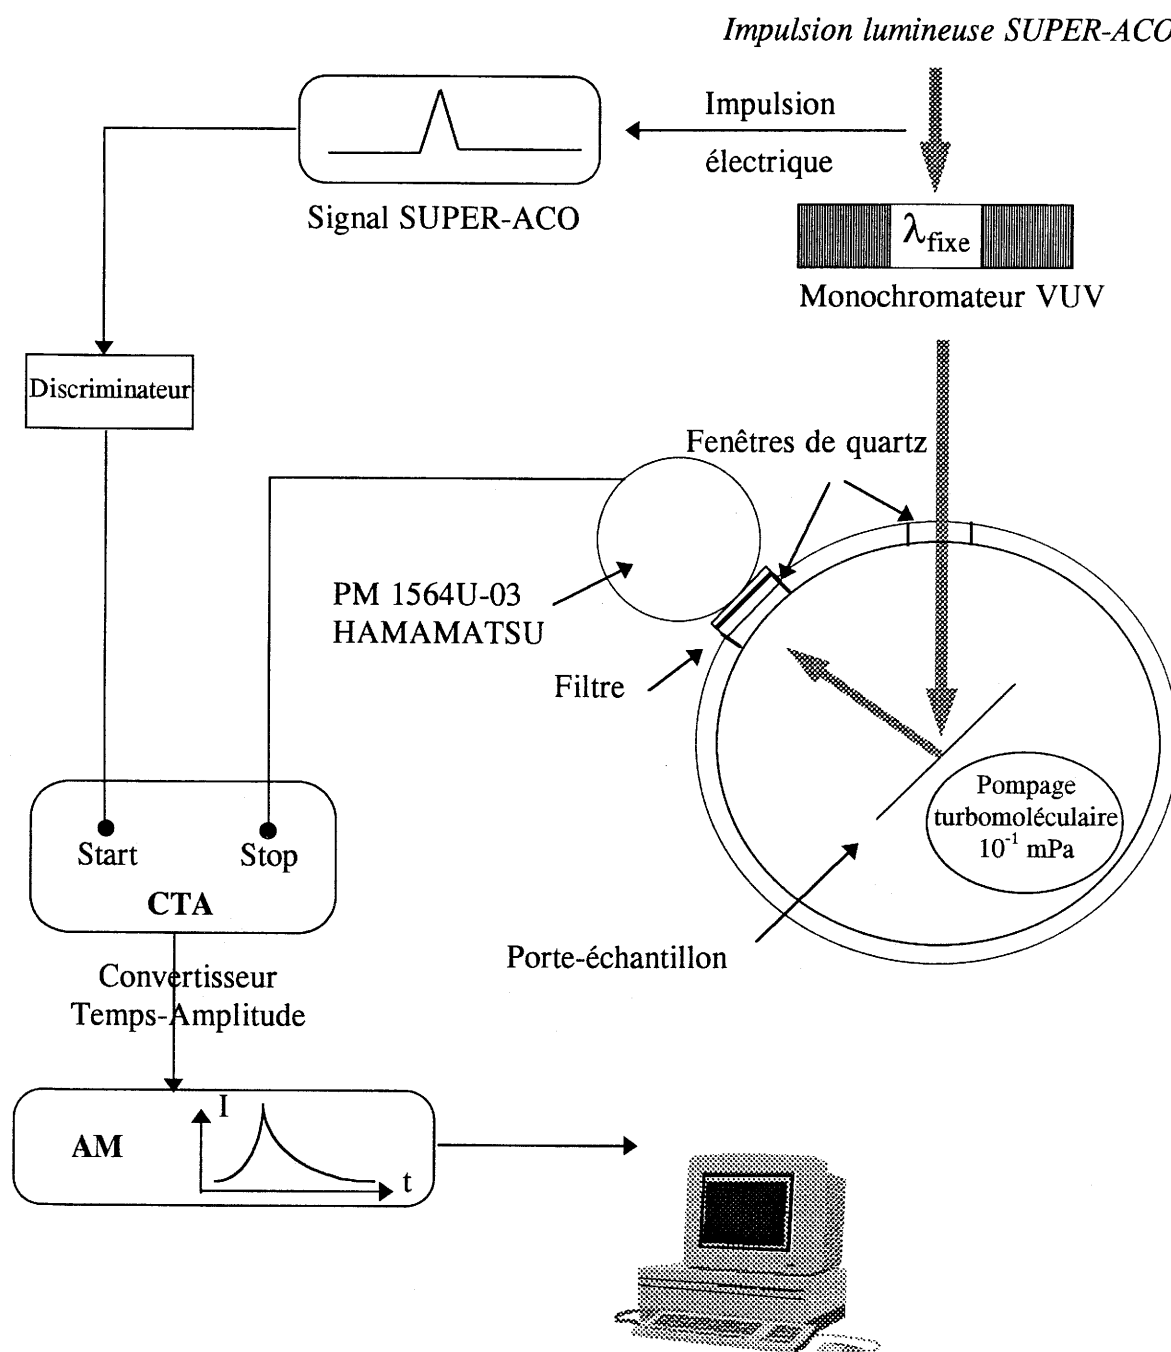 Impulsion lumineuse SUPER-ACO
Impulsion
électrique
Signal SUPER-ACO
λfixe
Monochromateur VUV
Discriminateur
Fenêtres de quartz
PM 1564U-03
HAMAMATSU
Filtre
Pompage
turbomoléculaire
10-1 mPa
Start
Stop
CTA
Porte-échantillon
Convertisseur
Temps-Amplitude
I
AM
t